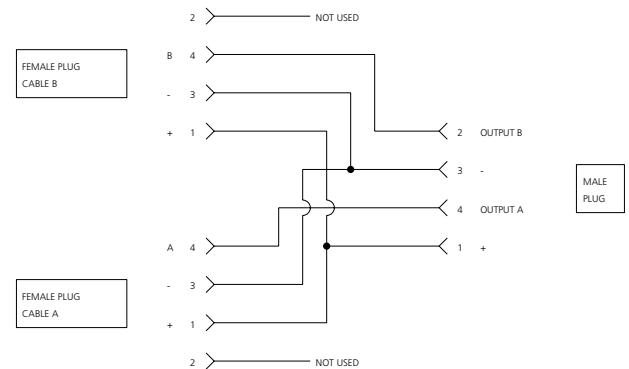 2 NOT USED
B 4
FEMALE PLUG
CABLE B
- 3
+ 1
2 OUTPUT B
3 -
MALE
PLUG
4 OUTPUT A
A 4
1 +
- 3
FEMALE PLUG
CABLE A
+ 1
2 NOT USED